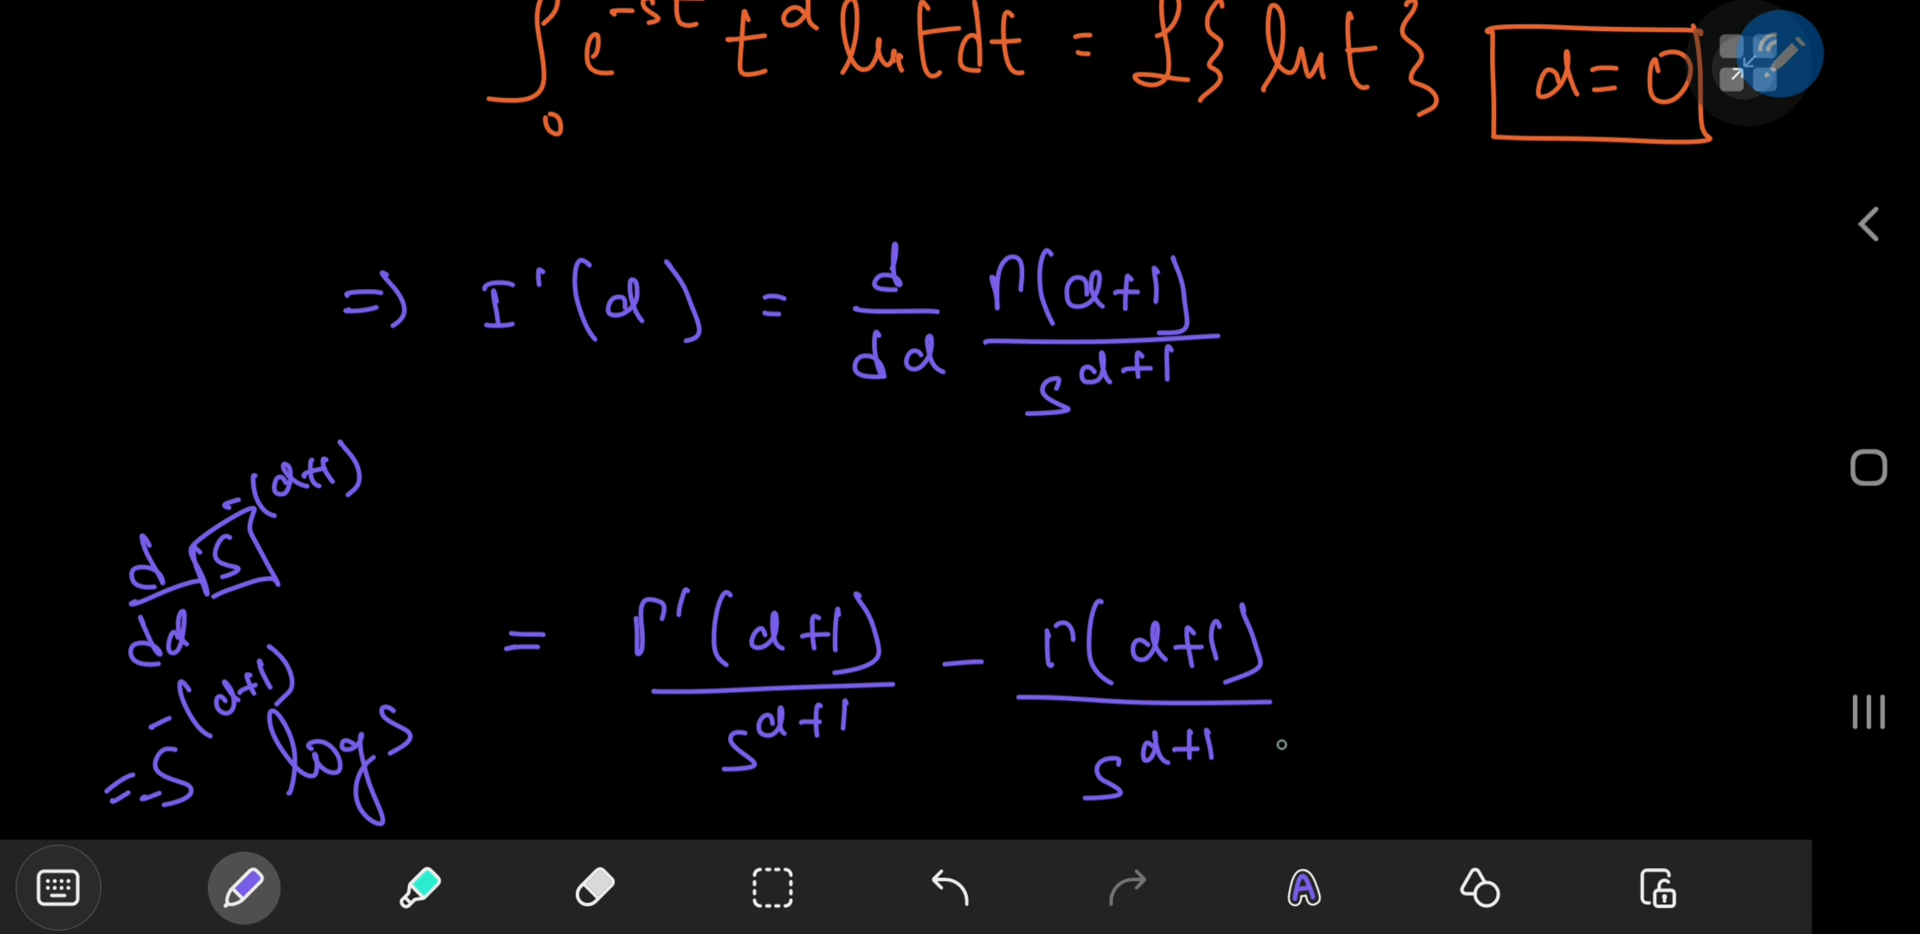 ∫₀ e^{-st} t^α ln t dt = ℒ{ ln t } α = 0
⇒ I'(α) = d/dα Γ(α+1)/s^{α+1}
d/dα s^{-(α+1)}
= -s^{-(α+1)} log s
= Γ'(α+1)/s^{α+1} - Γ(α+1)/s^{α+1}